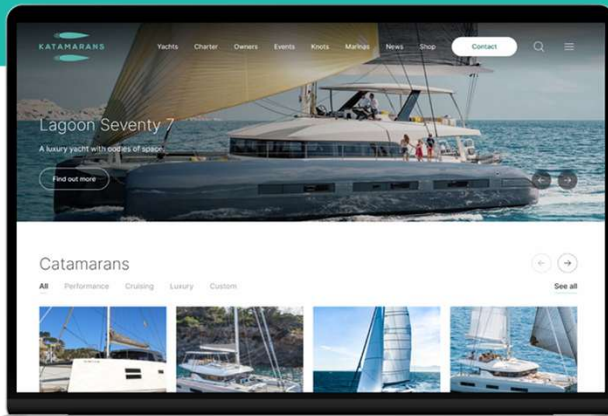 KATAMARANS
Yachts Charter Owners Events Knots Marinas News Shop Contact
Lagoon Seventy 7
A luxury yacht with oodles of space.
Find out more
Catamarans
All Performance Cruising Luxury Custom See all